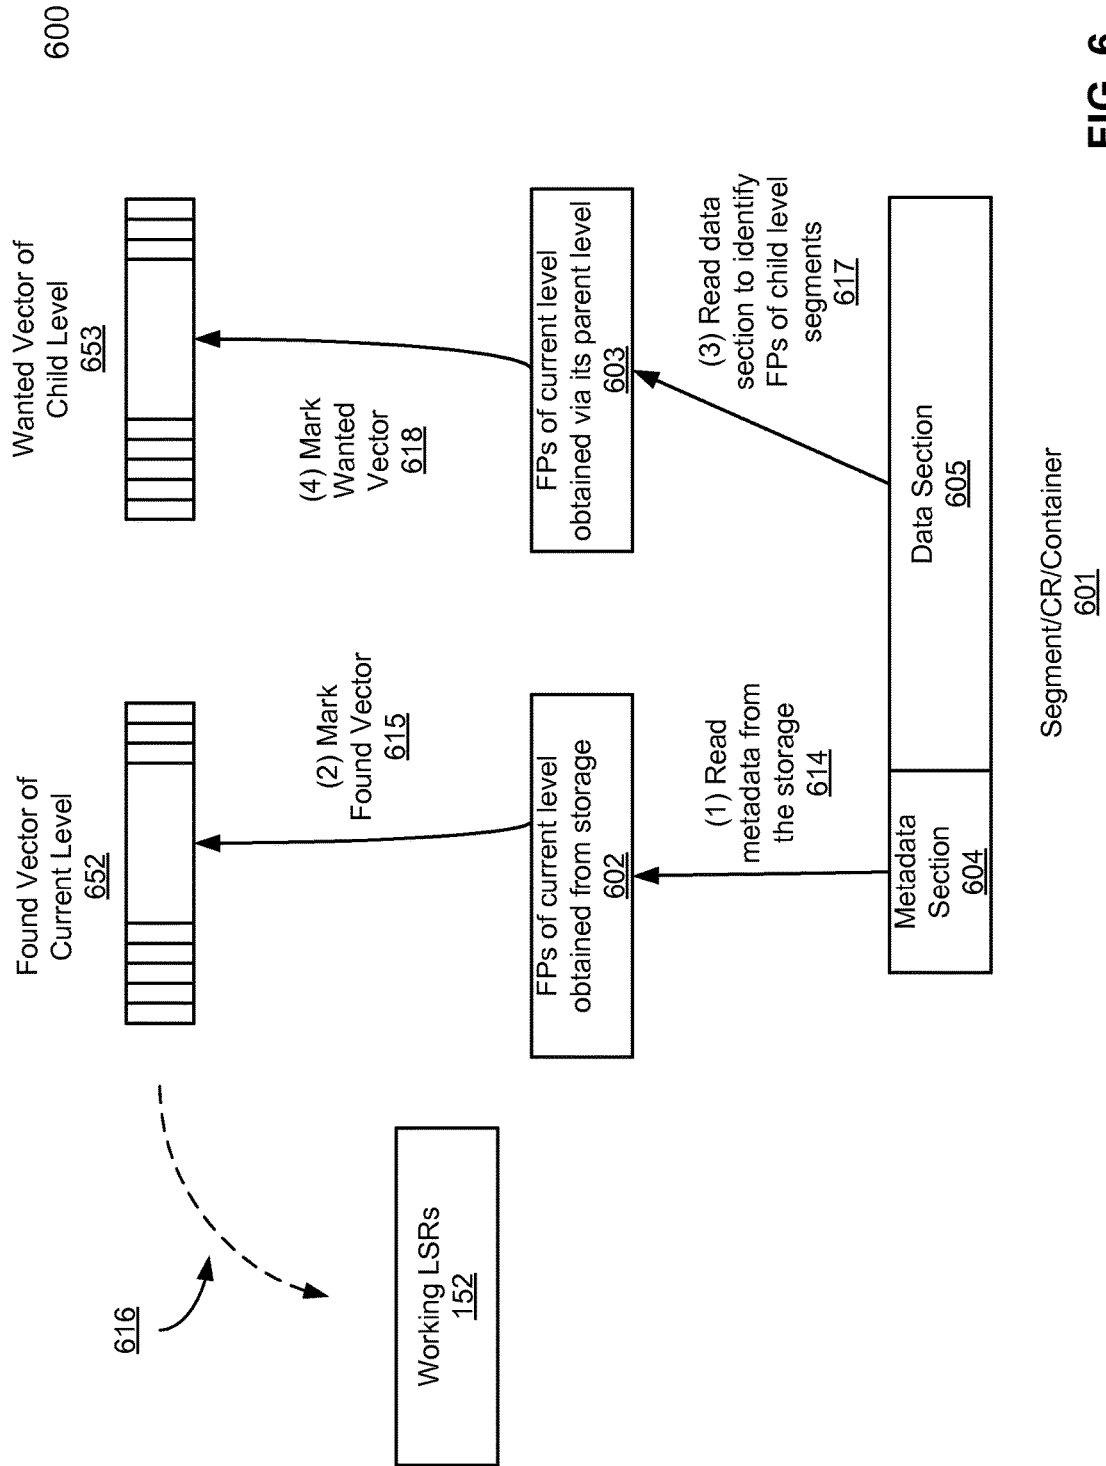 600
Found Vector of
Current Level
652
Wanted Vector of
Child Level
653
616
(2) Mark
Found Vector
615
(4) Mark
Wanted
Vector
618
Working LSRs
152
FPs of current level
obtained from storage
602
FPs of current level
obtained via its parent level
603
(1) Read
metadata from
the storage
614
(3) Read data
section to identify
FPs of child level
segments
617
Metadata
Section
604
Data Section
605
Segment/CR/Container
601
FIG. 6